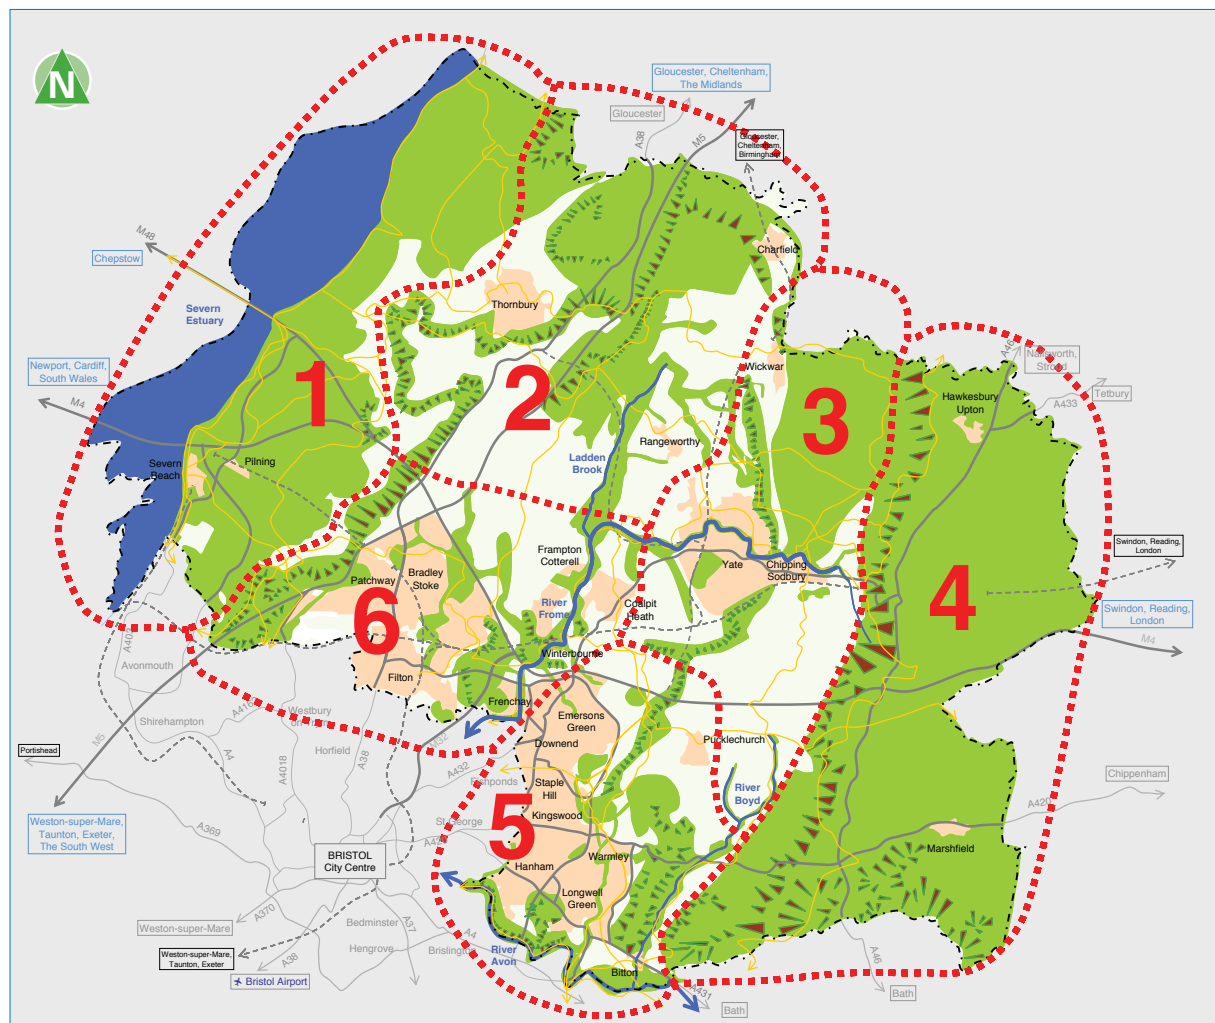 N
Gloucester, Cheltenham,
The Midlands
Gloucester
A38
M5
Gloucester,
Cheltenham,
Birmingham
M48
Chepstow
Charfield
Severn
Estuary
Thornbury
Newport, Cardiff,
South Wales
M4
1
2
3
4
5
6
Wickwar
A46
Nailsworth,
Stroud
Tetbury
A433
Hawkesbury
Upton
Rangeworthy
Ladden
Brook
Severn
Beach
Pilning
Frampton
Cotterell
Yate
Chipping
Sodbury
Swindon, Reading,
London
Patchway
Bradley
Stoke
River
Frome
Coalpit
Heath
Swindon, Reading,
London
M4
A403
Avonmouth
Winterbourne
Filton
Frenchay
Shirehampton
Westbury
Emersons
Green
Horfield
A38
M32
Downend
Pucklechurch
Portishead
M5
A4
A4018
A432
Fishponds
Staple
Hill
River
Boyd
Chippenham
A420
Kingswood
St George
Weston-super-Mare,
Taunton, Exeter,
The South West
A369
BRISTOL
City Centre
Hanham
Warmley
Marshfield
Longwell
Green
A370
Weston-super-Mare
Bedminster
A37
A4
Hengrove
Brislington
River
Avon
Weston-super-Mare,
Taunton, Exeter
A38
Bristol Airport
Bitton
A431
Bath
A46
Bath